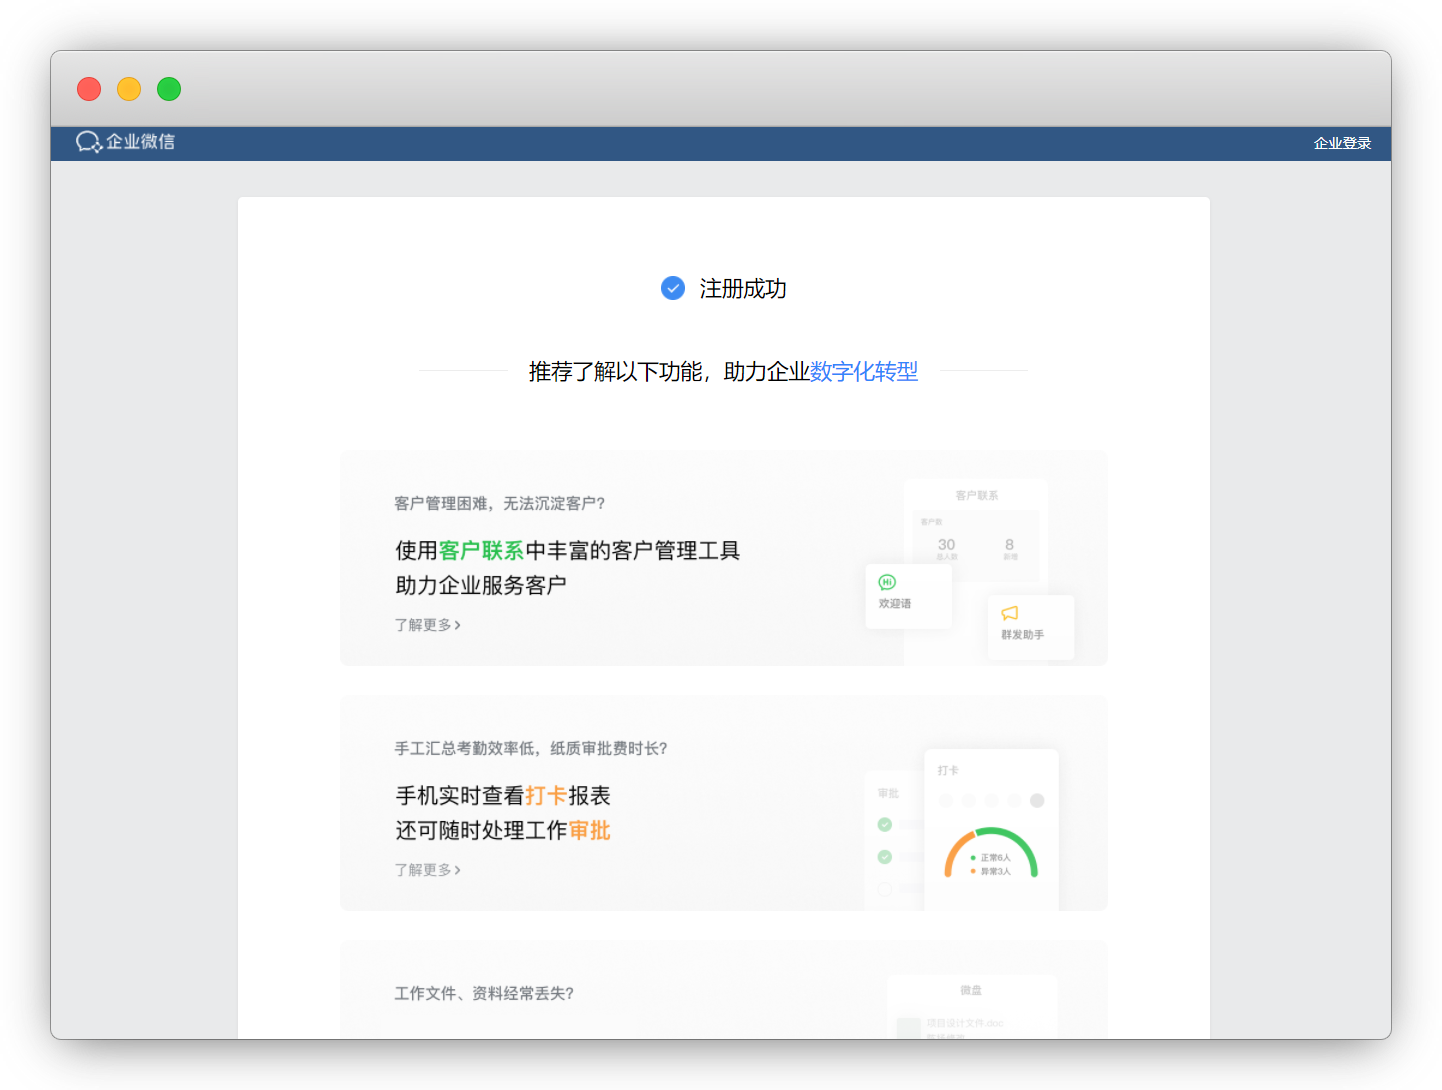 企业微信
企业登录
注册成功
推荐了解以下功能，助力企业数字化转型
客户管理困难，无法沉淀客户？
使用客户联系中丰富的客户管理工具
助力企业服务客户
了解更多>
客户联系
客户数
30
8
总人数
新增
Hi
欢迎语
群发助手
手工汇总考勤效率低，纸质审批费时长？
手机实时查看打卡报表
还可随时处理工作审批
了解更多>
审批
打卡
正常6人
异常3人
工作文件、资料经常丢失？
微盘
项目设计文件.doc